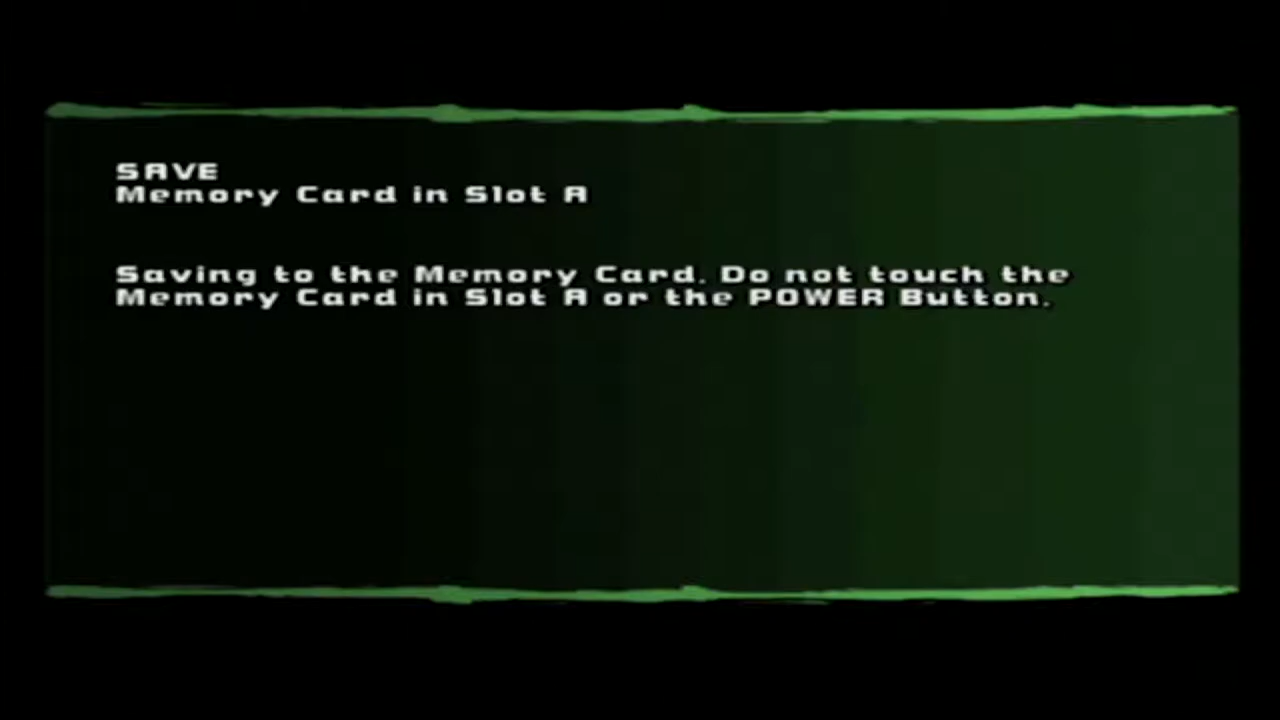 SAVE
Memory Card in Slot A
Saving to the Memory Card. Do not touch the
Memory Card in Slot A or the POWER Button.